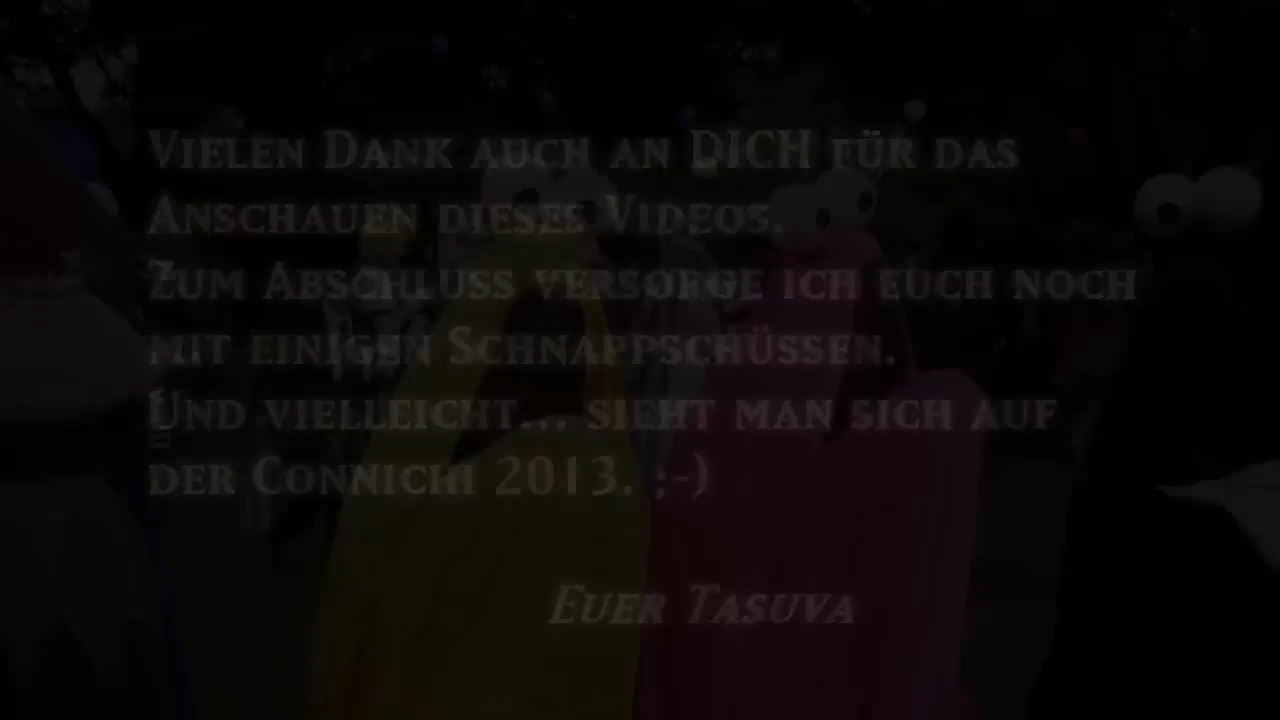 Vielen Dank auch an DICH für das
Anschauen dieses Videos.
Zum Abschluss versorge ich euch noch
mit einigen Schnappschüssen.
Und vielleicht... sieht man sich auf
der Connichi 2013. ;-)
Euer Tasuva